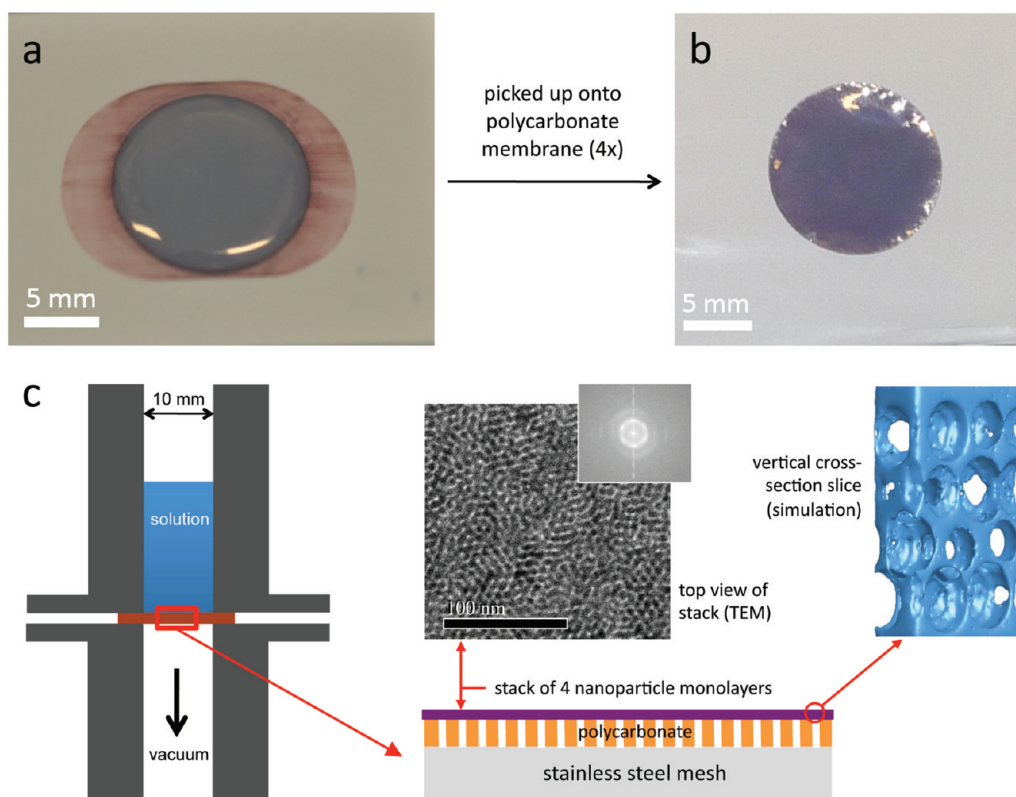 a
picked up onto
polycarbonate
membrane (4x)
b
5 mm
5 mm
c
10 mm
solution
vacuum
100 nm
top view of
stack (TEM)
vertical cross-
section slice
(simulation)
stack of 4 nanoparticle monolayers
polycarbonate
stainless steel mesh